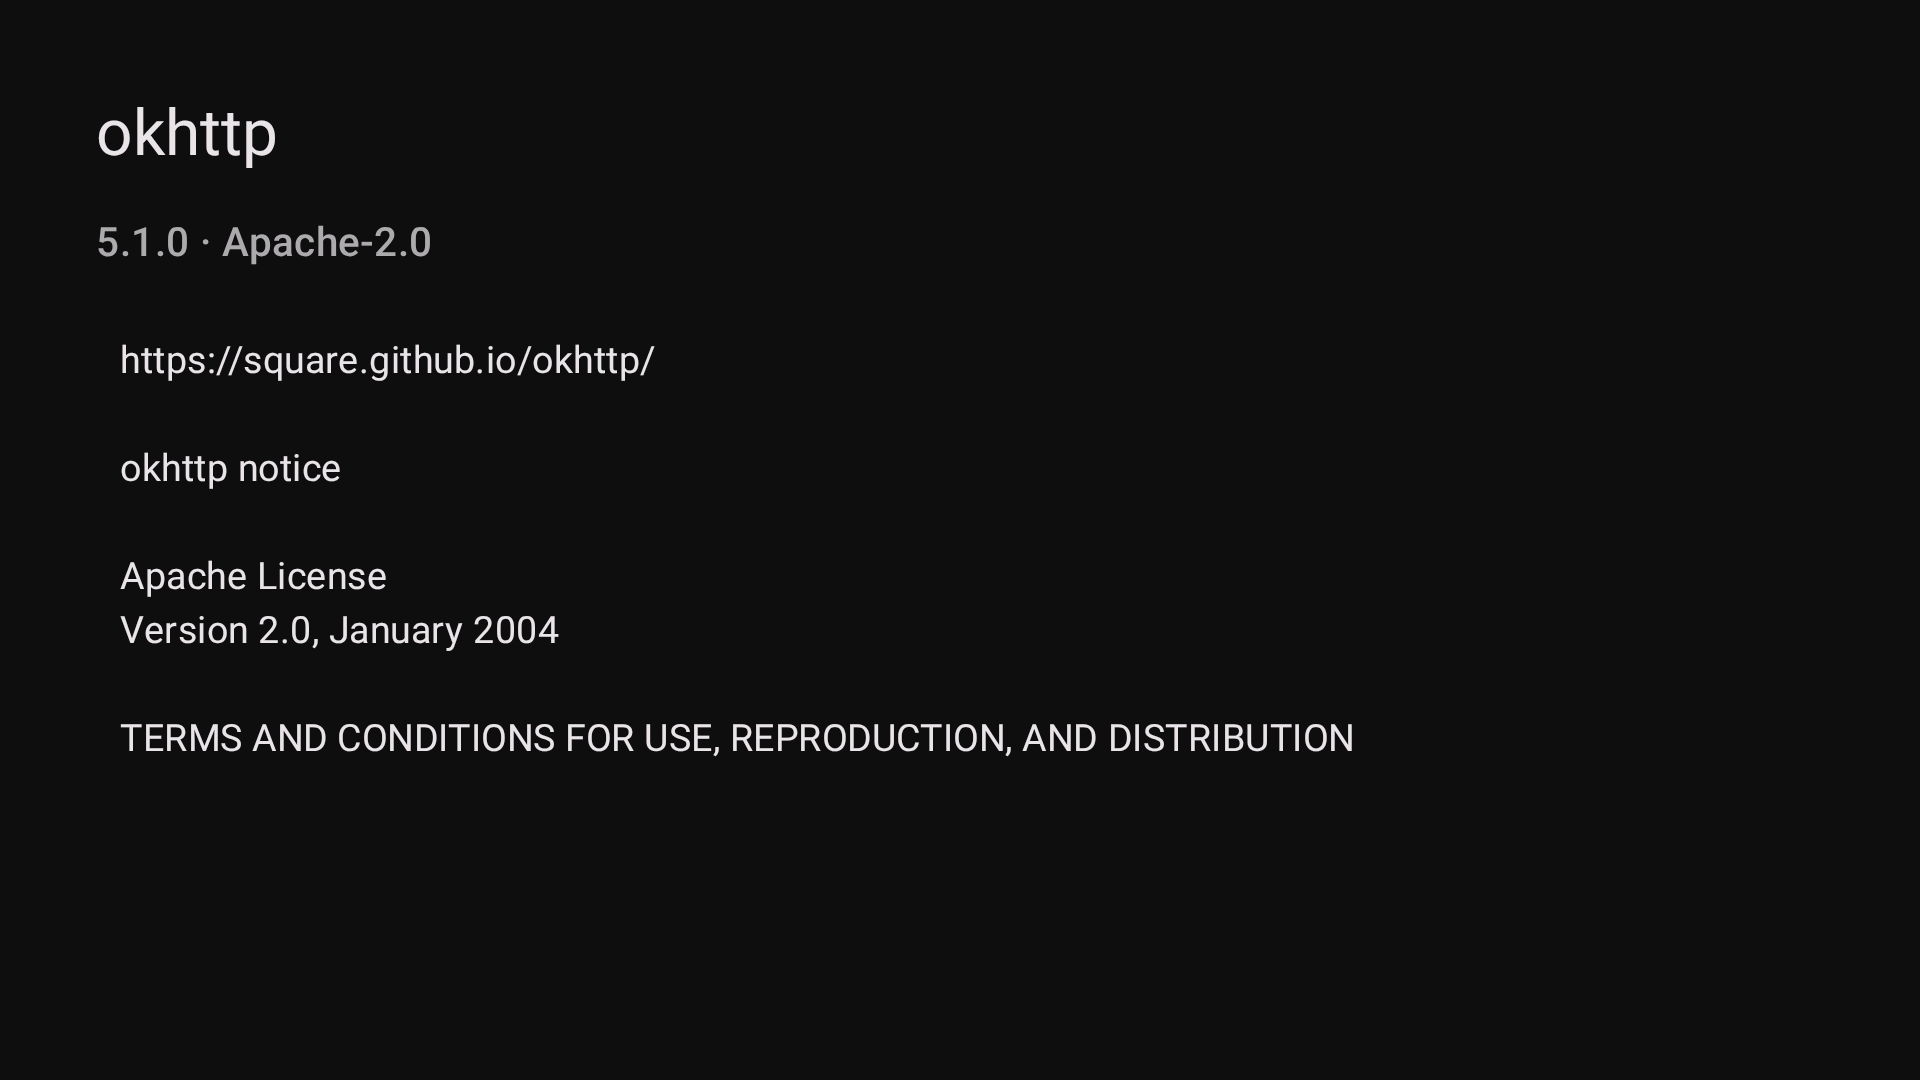 okhttp
5.1.0 · Apache-2.0
https://square.github.io/okhttp/
okhttp notice
Apache License
Version 2.0, January 2004
TERMS AND CONDITIONS FOR USE, REPRODUCTION, AND DISTRIBUTION